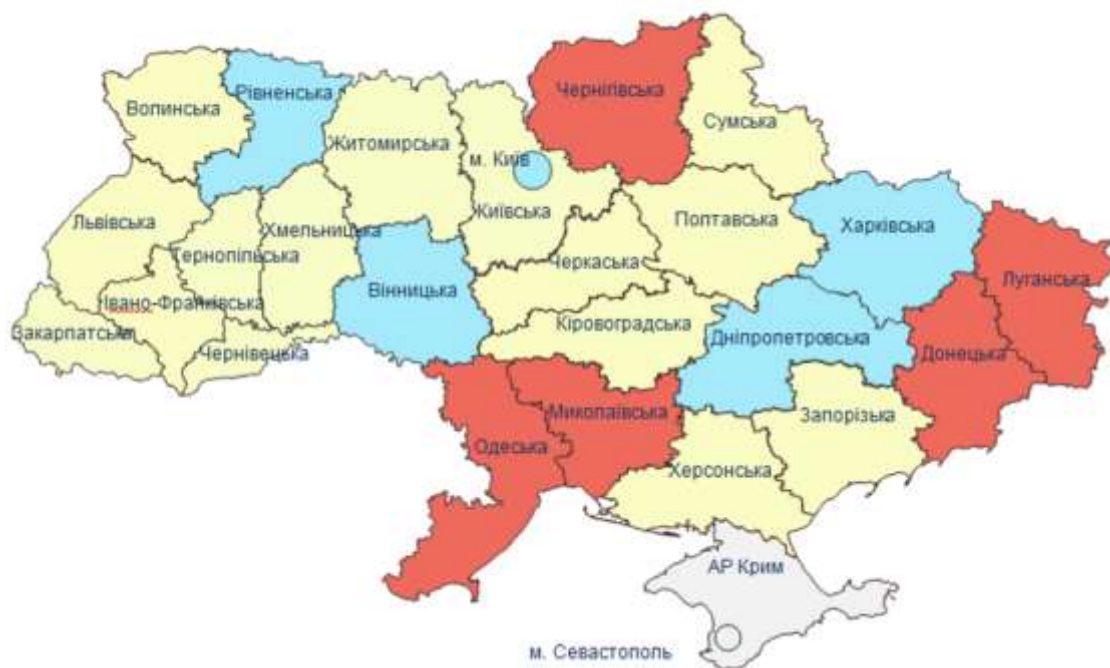 Чернігівська
Рівненська
Волинська
Сумська
Житомирська
м. Київ
Київська
Львівська
Полтавська
Харківська
Хмельницька
Тернопільська
Черкаська
Луганська
Вінницька
Івано-Франківська
Кіровоградська
Закарпатська
Дніпропетровська
Чернівецька
Донецька
Миколаївська
Запорізька
Одеська
Херсонська
АР Крим
м. Севастополь